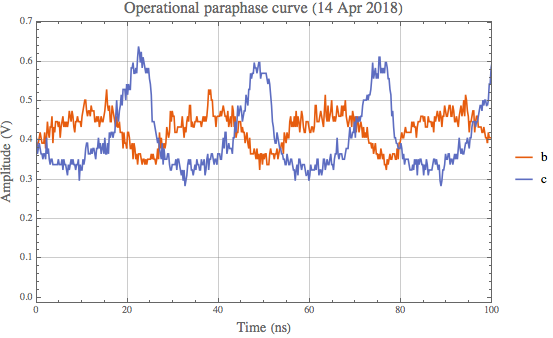 Operational paraphase curve (14 Apr 2018)
0.7
0.6
0.5
0.4
0.3
0.2
0.1
0.0
Amplitude (V)
0 20 40 60 80 100
Time (ns)
b
c